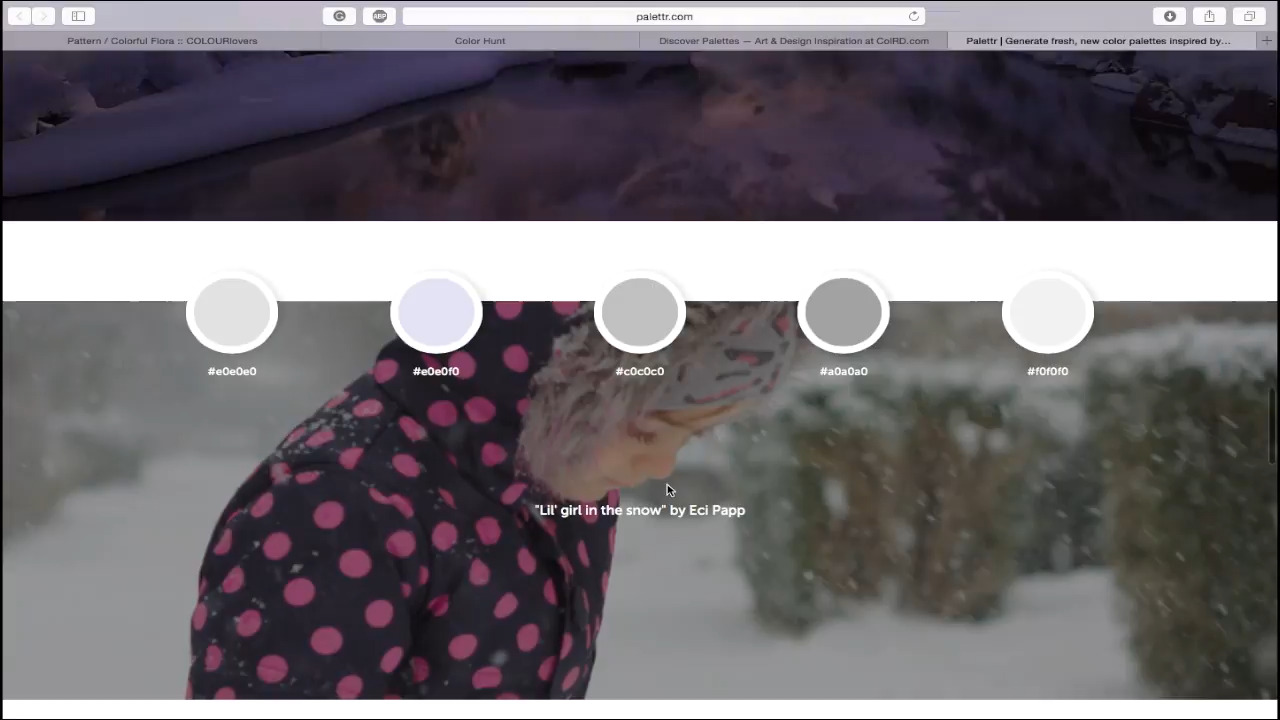 palettr.com
ABP
Pattern / Colorful Flora :: COLOURlovers
Color Hunt
Discover Palettes — Art & Design Inspiration at ColRD.com
Palettr | Generate fresh, new color palettes inspired by...
#e0e0e0
#e0e0f0
#c0c0c0
#a0a0a0
#f0f0f0
"Lil' girl in the snow" by Eci Papp